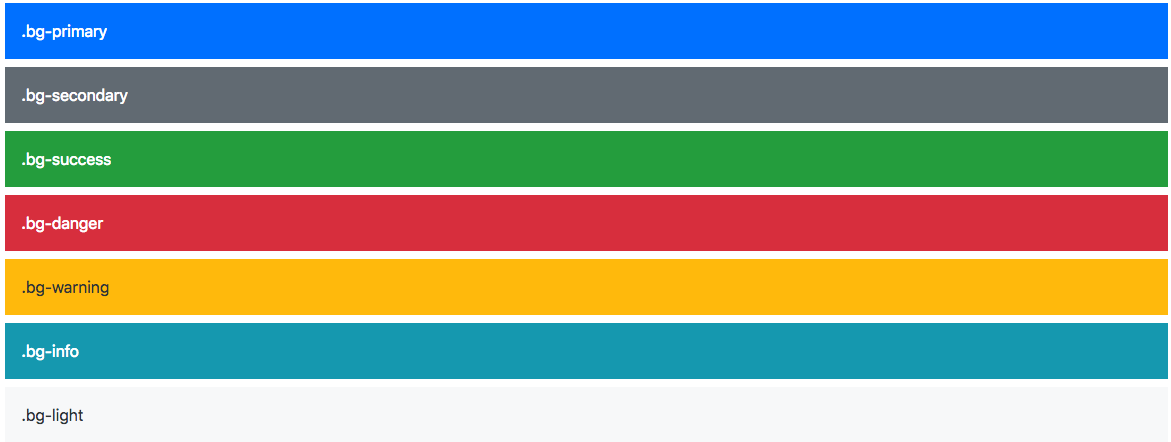 .bg-primary
.bg-secondary
.bg-success
.bg-danger
.bg-warning
.bg-info
.bg-light